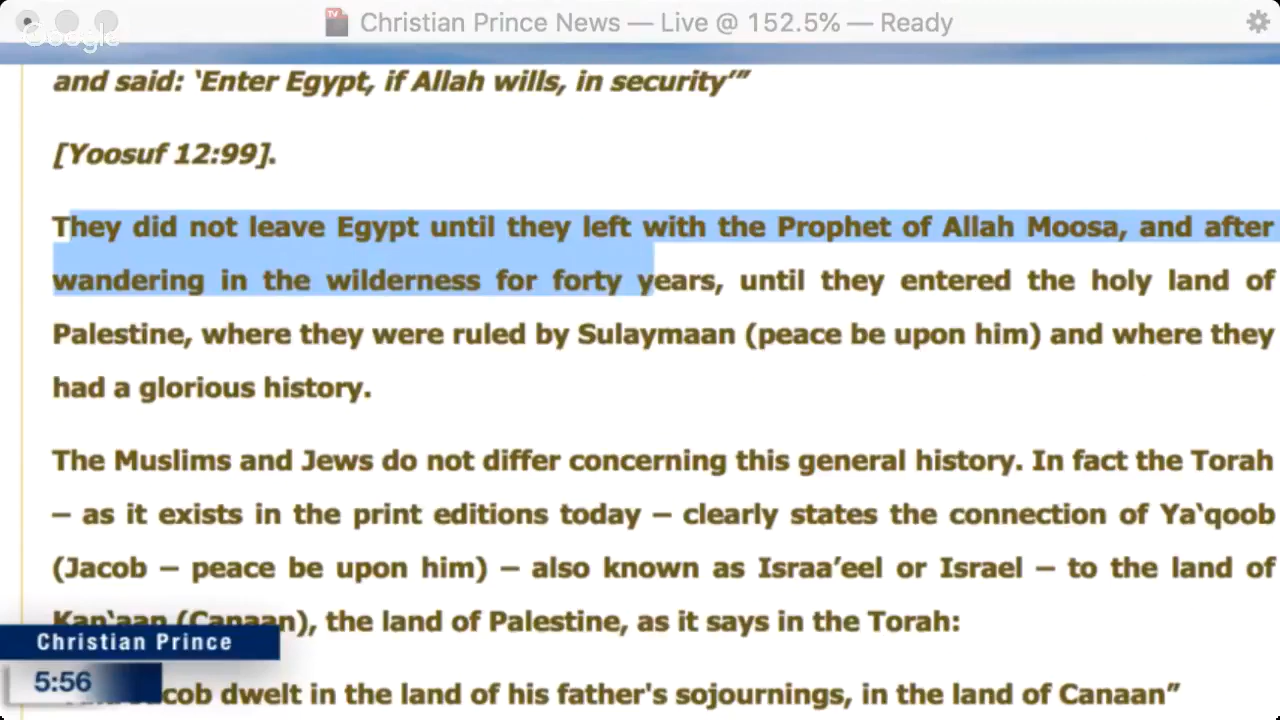 Christian Prince News — Live @ 152.5% — Ready
Google
and said: ‘Enter Egypt, if Allah wills, in security’”
[Yoosuf 12:99].
They did not leave Egypt until they left with the Prophet of Allah Moosa, and after
wandering in the wilderness for forty years, until they entered the holy land of
Palestine, where they were ruled by Sulaymaan (peace be upon him) and where they
had a glorious history.
The Muslims and Jews do not differ concerning this general history. In fact the Torah
– as it exists in the print editions today – clearly states the connection of Ya‘qoob
(Jacob – peace be upon him) – also known as Israa’eel or Israel – to the land of
Kan‘aan (Canaan), the land of Palestine, as it says in the Torah:
Christian Prince
5:56
cob dwelt in the land of his father's sojournings, in the land of Canaan”